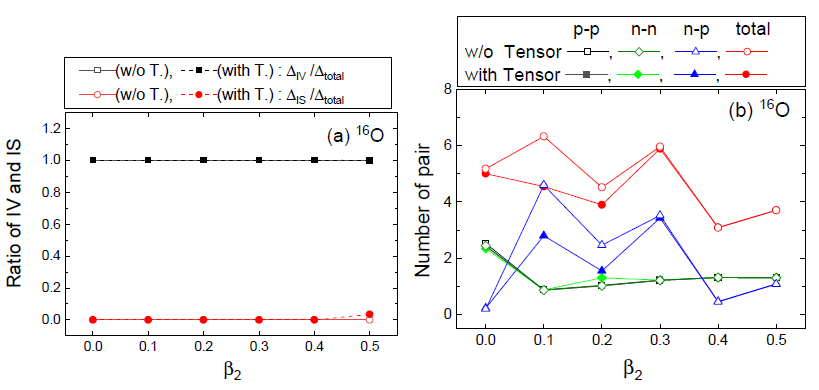 (w/o T.), (with T.) : Δ_IV /Δ_total
(w/o T.), (with T.) : Δ_IS /Δ_total
(a) ¹⁶O
Ratio of IV and IS
1.2
1.0
0.8
0.6
0.4
0.2
0.0
0.0 0.1 0.2 0.3 0.4 0.5
β₂
p-p n-n n-p total
w/o Tensor , , ,
with Tensor , , ,
(b) ¹⁶O
Number of pair
8
6
4
2
0
0.0 0.1 0.2 0.3 0.4 0.5
β₂